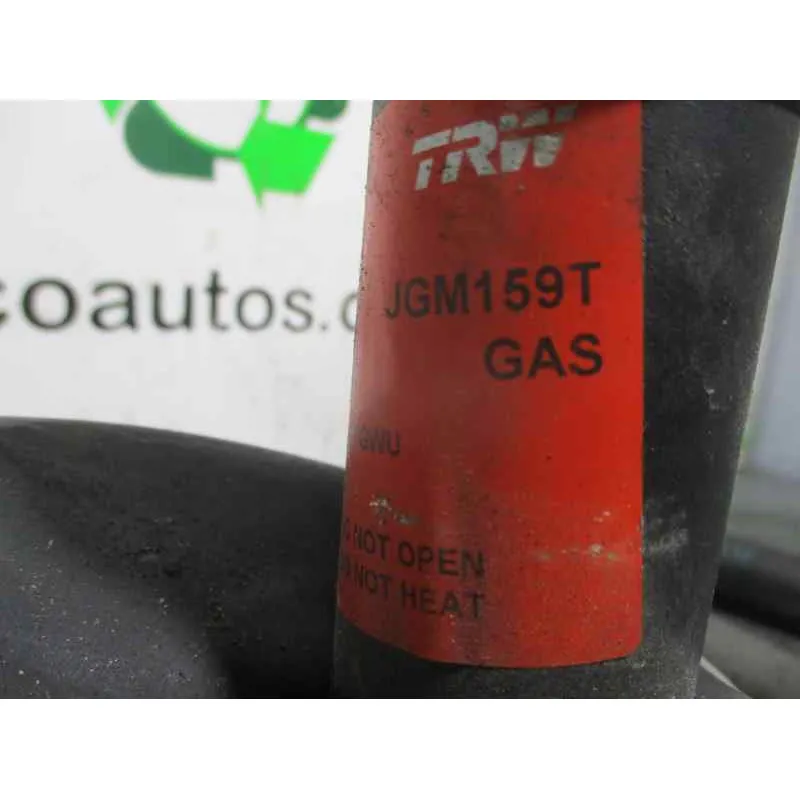 TRW
coautos.
JGM159T
GAS
GWU
NOT OPEN
NOT HEAT